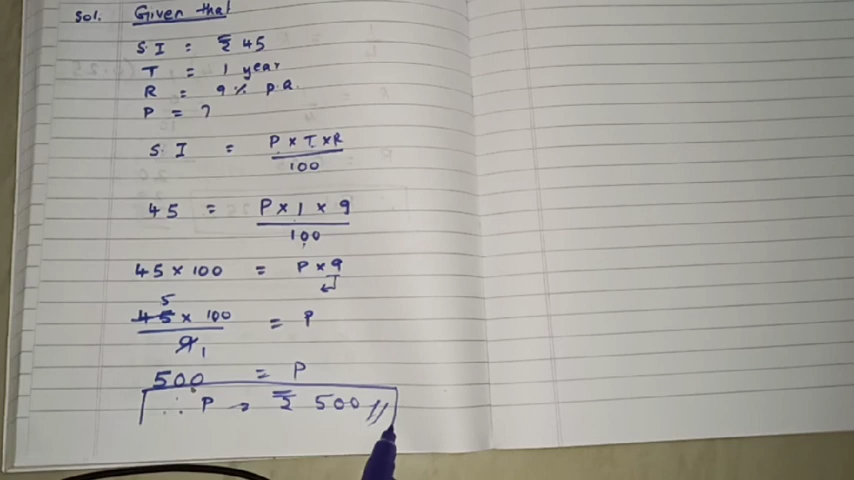 Sol. Given that
S.I = ₹ 45
T = 1 year
R = 9 % p.a.
P = ?
S.I = P x T x R
100
45 = P x 1 x 9
100
45 x 100 = P x 9
5
45 x 100 = P
9 1
500 = P
∴ P → ₹ 500 //